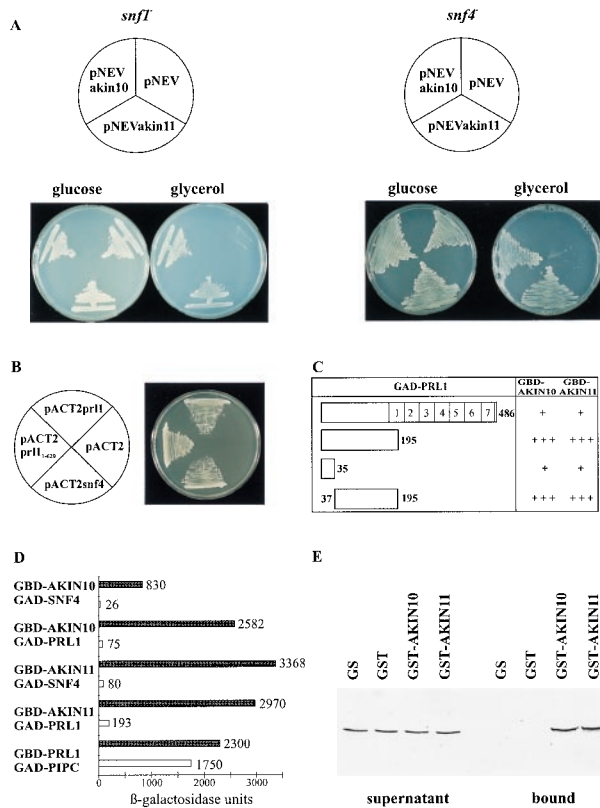 A
snf1
snf4
pNEV akin10
pNEV
pNEVakin11
pNEV akin10
pNEV
pNEVakin11
glucose glycerol
glucose glycerol
B
pACT2prl1
pACT2
pACT2snf4
C
GAD-PRL1
GBD-AKIN10
GBD-AKIN11
1 2 3 4 5 6 7 486 + +
195 +++ +++
35 + +
37 195 +++ +++
D
GBD-AKIN10
GAD-SNF4
830
26
GBD-AKIN10
GAD-PRL1
2582
75
GBD-AKIN11
GAD-SNF4
3368
80
GBD-AKIN11
GAD-PRL1
2970
193
GBD-PRL1
GAD-PIPC
2300
1750
0 1000 2000 3000
ß-galactosidase units
E
GS
GST
GST-AKIN10
GST-AKIN11
GS
GST
GST-AKIN10
GST-AKIN11
supernatant bound